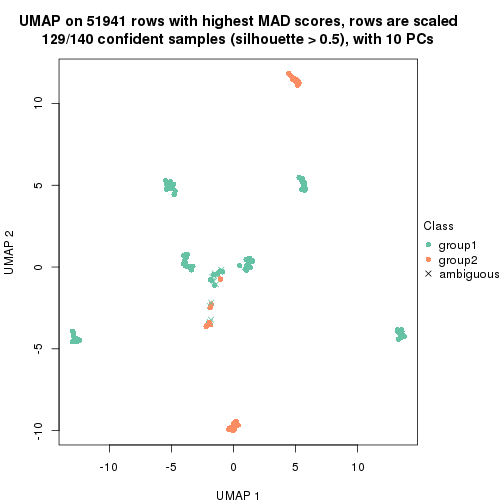 UMAP on 51941 rows with highest MAD scores, rows are scaled
129/140 confident samples (silhouette > 0.5), with 10 PCs
10
5
0
-5
-10
UMAP 2
-10
-5
0
5
10
UMAP 1
Class
group1
group2
ambiguous